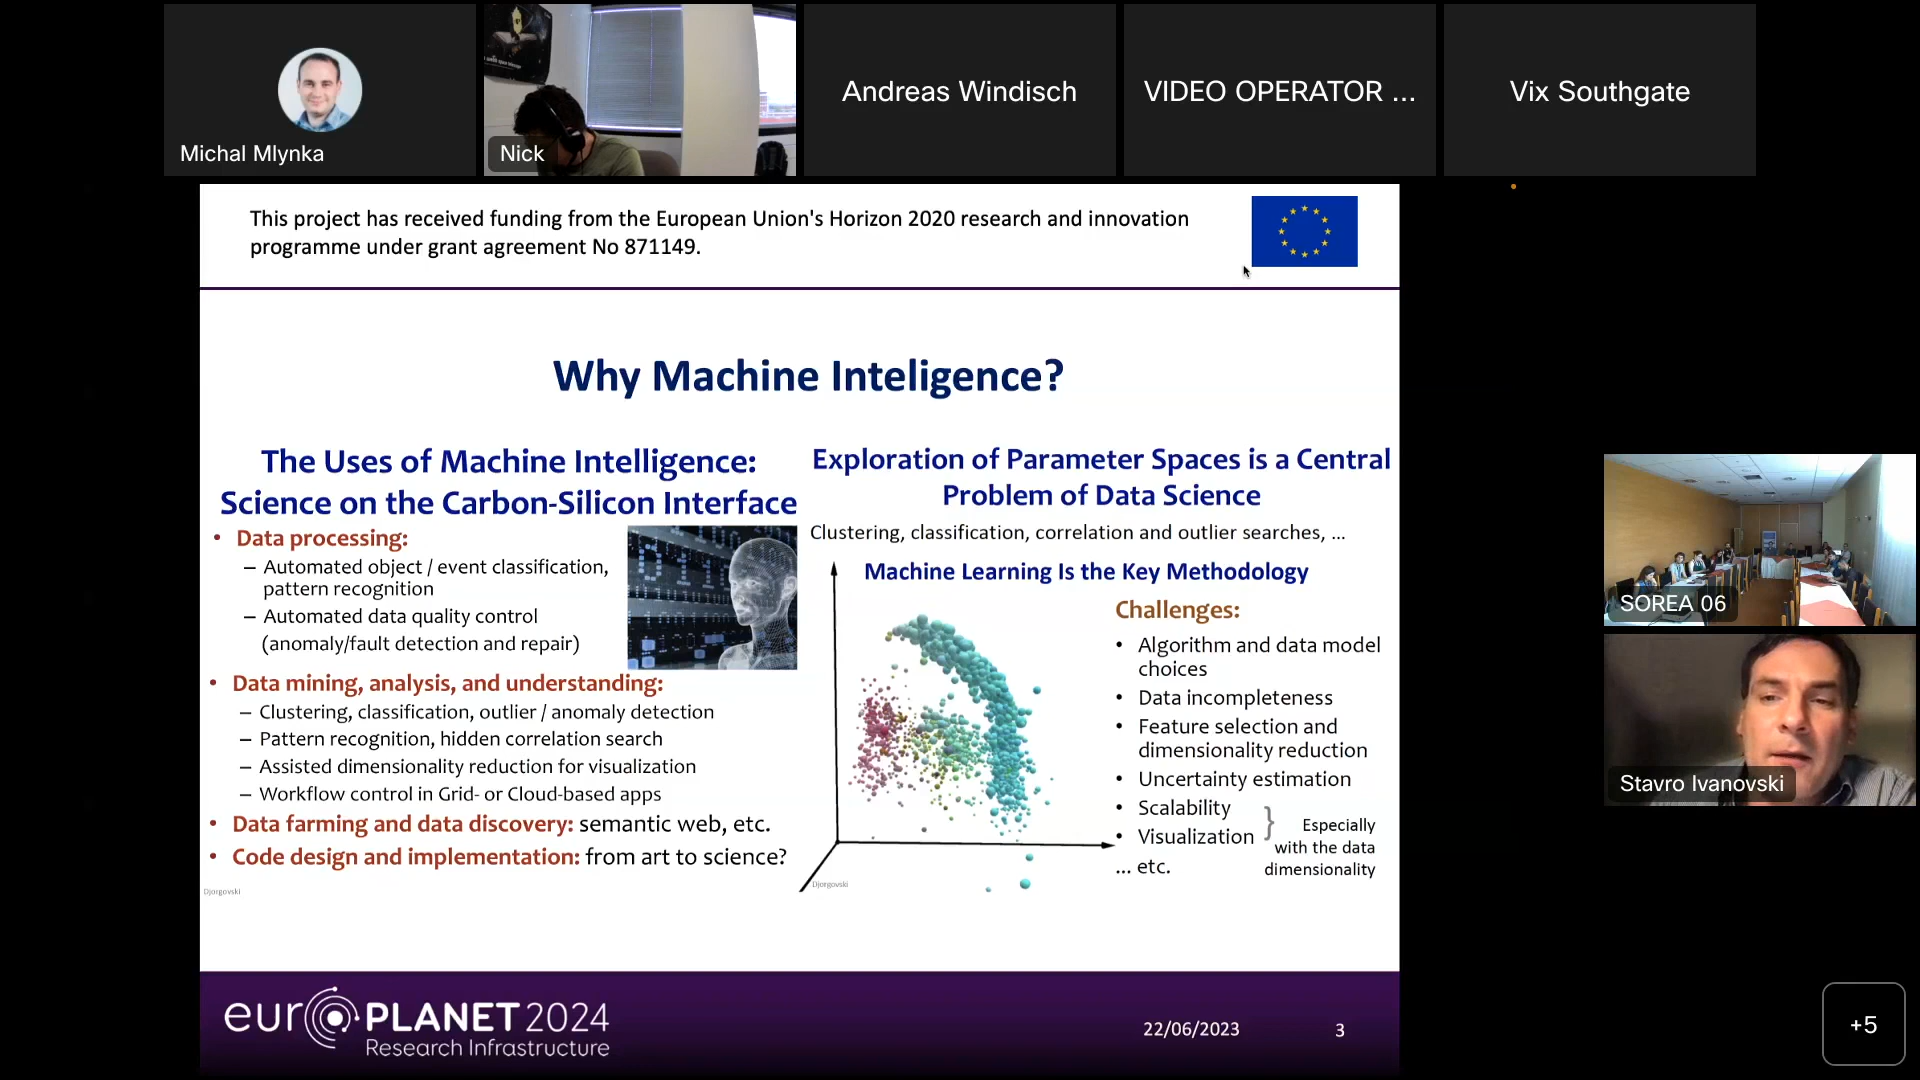 Michal Mlynka
Nick
Andreas Windisch
VIDEO OPERATOR ...
Vix Southgate
This project has received funding from the European Union's Horizon 2020 research and innovation
programme under grant agreement No 871149.
Why Machine Inteligence?
The Uses of Machine Intelligence:
Science on the Carbon-Silicon Interface
• Data processing:
– Automated object / event classification,
pattern recognition
– Automated data quality control
(anomaly/fault detection and repair)
• Data mining, analysis, and understanding:
– Clustering, classification, outlier / anomaly detection
– Pattern recognition, hidden correlation search
– Assisted dimensionality reduction for visualization
– Workflow control in Grid- or Cloud-based apps
• Data farming and data discovery: semantic web, etc.
• Code design and implementation: from art to science?
Djorgovski
Exploration of Parameter Spaces is a Central
Problem of Data Science
Clustering, classification, correlation and outlier searches, ...
Machine Learning Is the Key Methodology
Challenges:
• Algorithm and data model
choices
• Data incompleteness
• Feature selection and
dimensionality reduction
• Uncertainty estimation
• Scalability
• Visualization
... etc.
} Especially
with the data
dimensionality
Djorgovski
SOREA 06
Stavro Ivanovski
euroPLANET 2024
Research Infrastructure
22/06/2023
3
+5